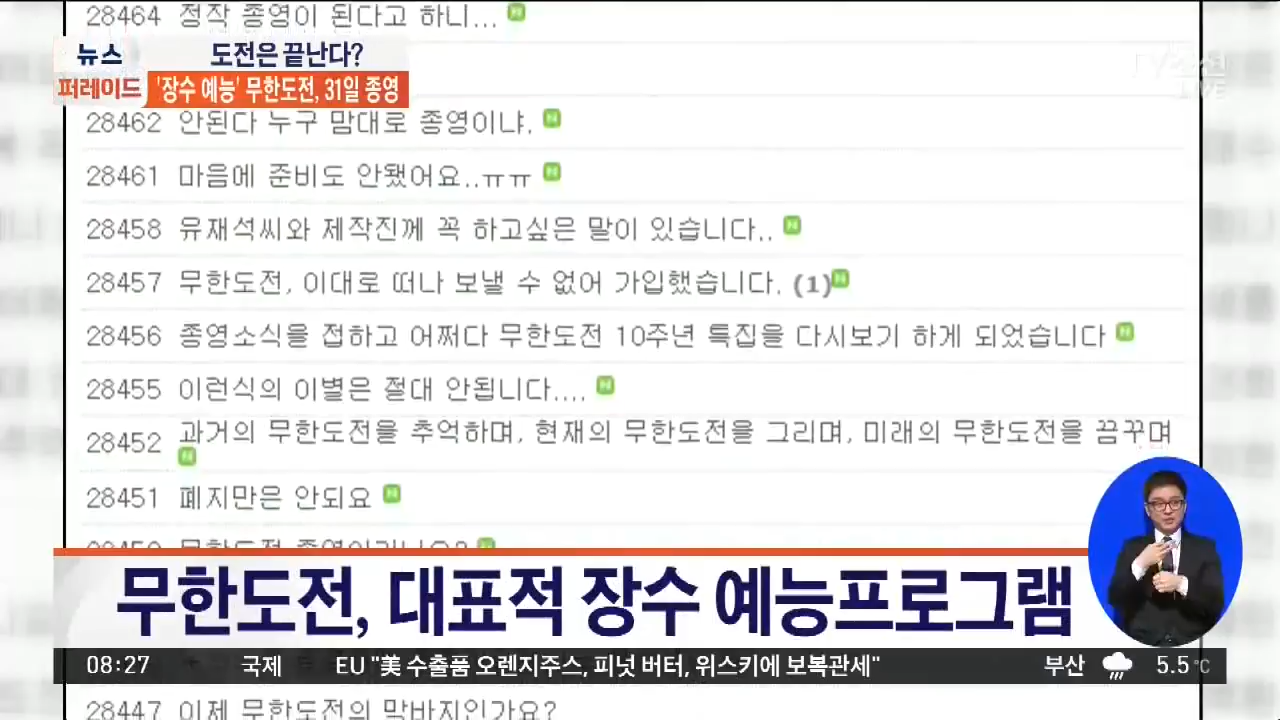 28464 정작 종영이 된다고 하니...
뉴스
퍼레이드
도전은 끝난다?
'장수 예능' 무한도전, 31일 종영
TV조선
LIVE
28462 안된다 누구 맘대로 종영이냐.
28461 마음에 준비도 안됐어요..ㅠㅠ
28458 유재석씨와 제작진께 꼭 하고싶은 말이 있습니다..
28457 무한도전, 이대로 떠나 보낼 수 없어 가입했습니다. (1)
28456 종영소식을 접하고 어쩌다 무한도전 10주년 특집을 다시보기 하게 되었습니다
28455 이런식의 이별은 절대 안됩니다....
28452 과거의 무한도전을 추억하며, 현재의 무한도전을 그리며, 미래의 무한도전을 꿈꾸며
28451 폐지만은 안되요
무한도전, 대표적 장수 예능프로그램
08:27 국제 EU "美 수출품 오렌지주스, 피넛 버터, 위스키에 보복관세" 부산 5.5℃
28447 이제 무한도전의 막바지인가요?